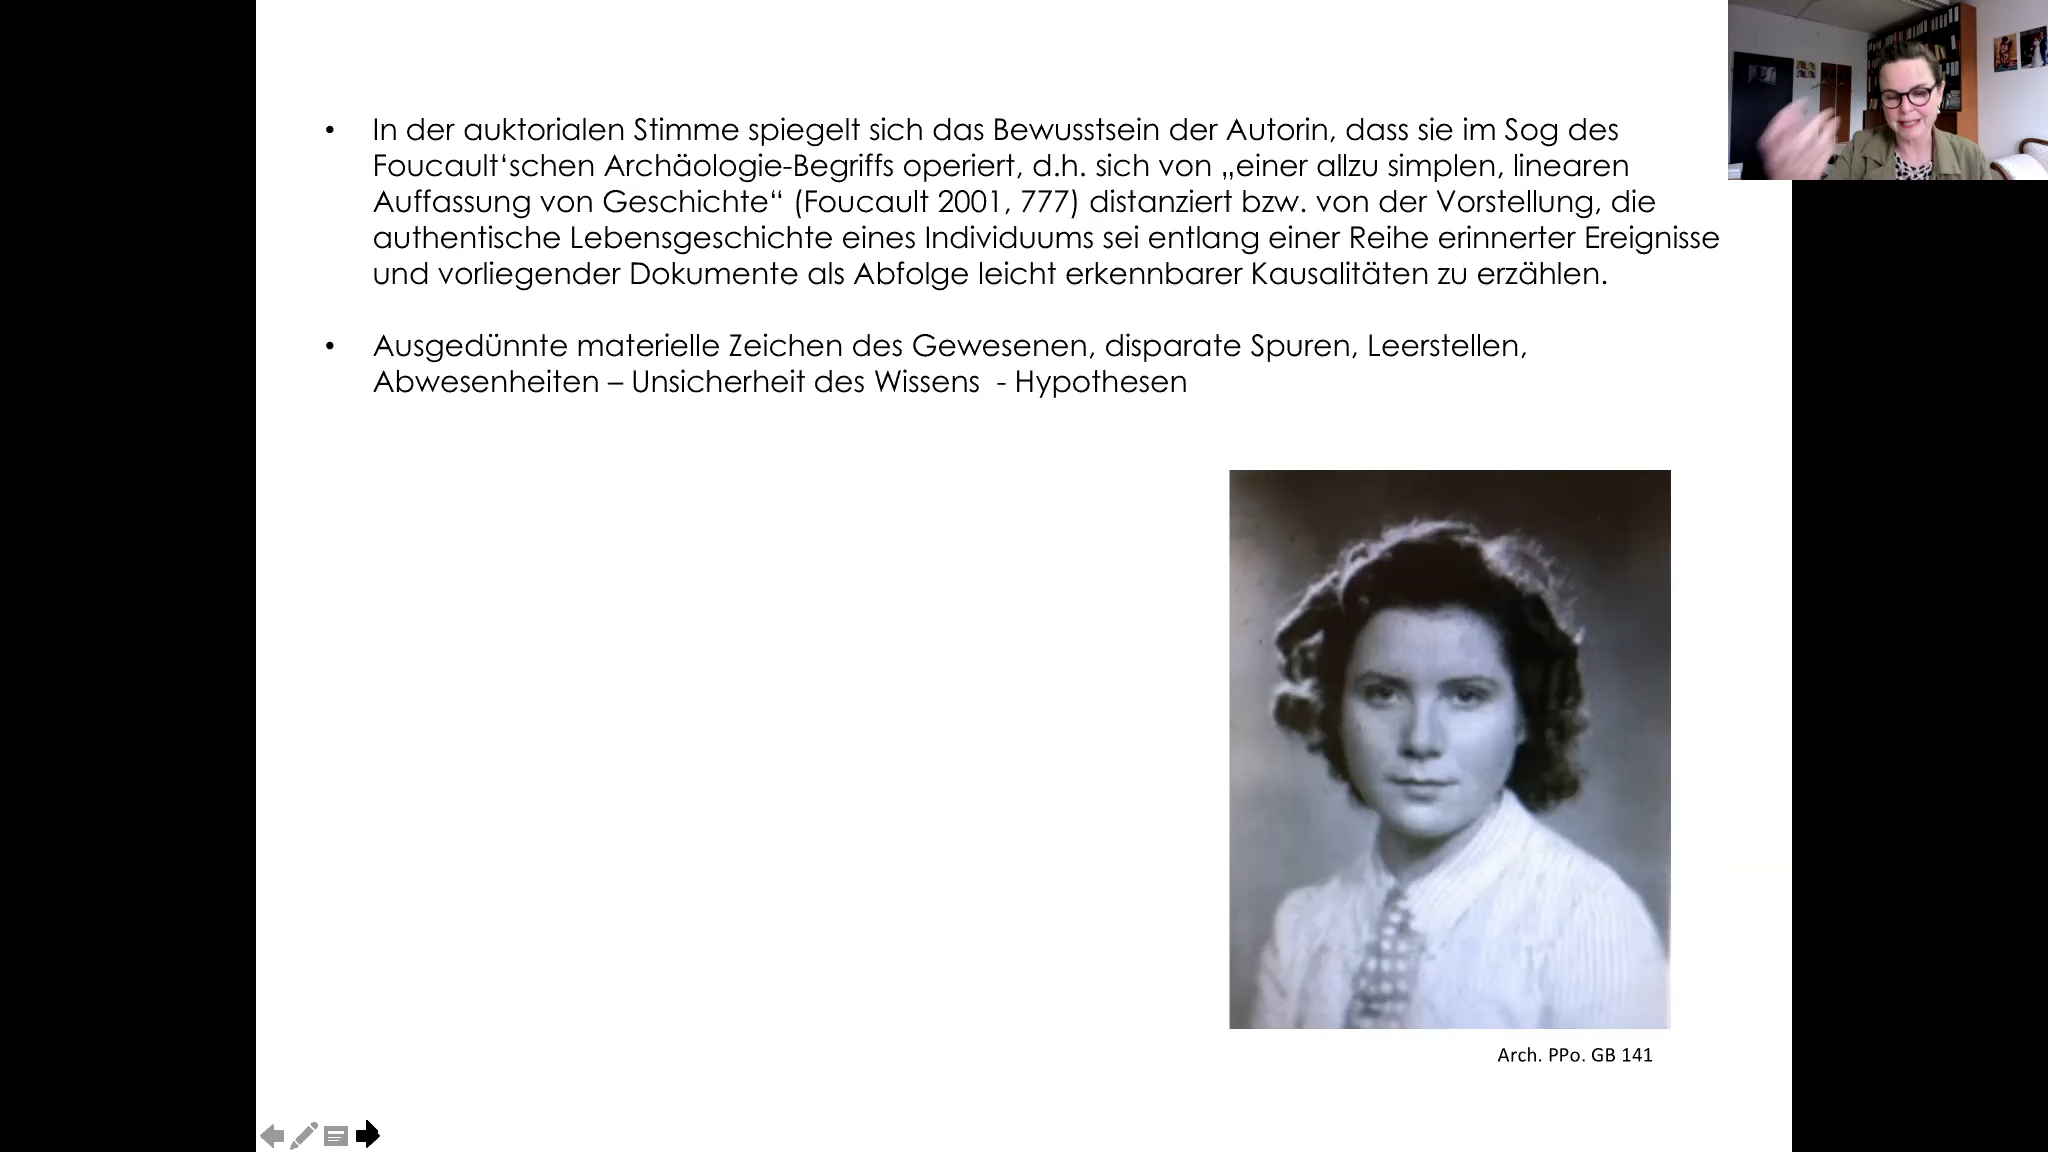 • In der auktorialen Stimme spiegelt sich das Bewusstsein der Autorin, dass sie im Sog des
Foucault‘schen Archäologie-Begriffs operiert, d.h. sich von „einer allzu simplen, linearen
Auffassung von Geschichte“ (Foucault 2001, 777) distanziert bzw. von der Vorstellung, die
authentische Lebensgeschichte eines Individuums sei entlang einer Reihe erinnerter Ereignisse
und vorliegender Dokumente als Abfolge leicht erkennbarer Kausalitäten zu erzählen.
• Ausgedünnte materielle Zeichen des Gewesenen, disparate Spuren, Leerstellen,
Abwesenheiten – Unsicherheit des Wissens - Hypothesen
Arch. PPo. GB 141